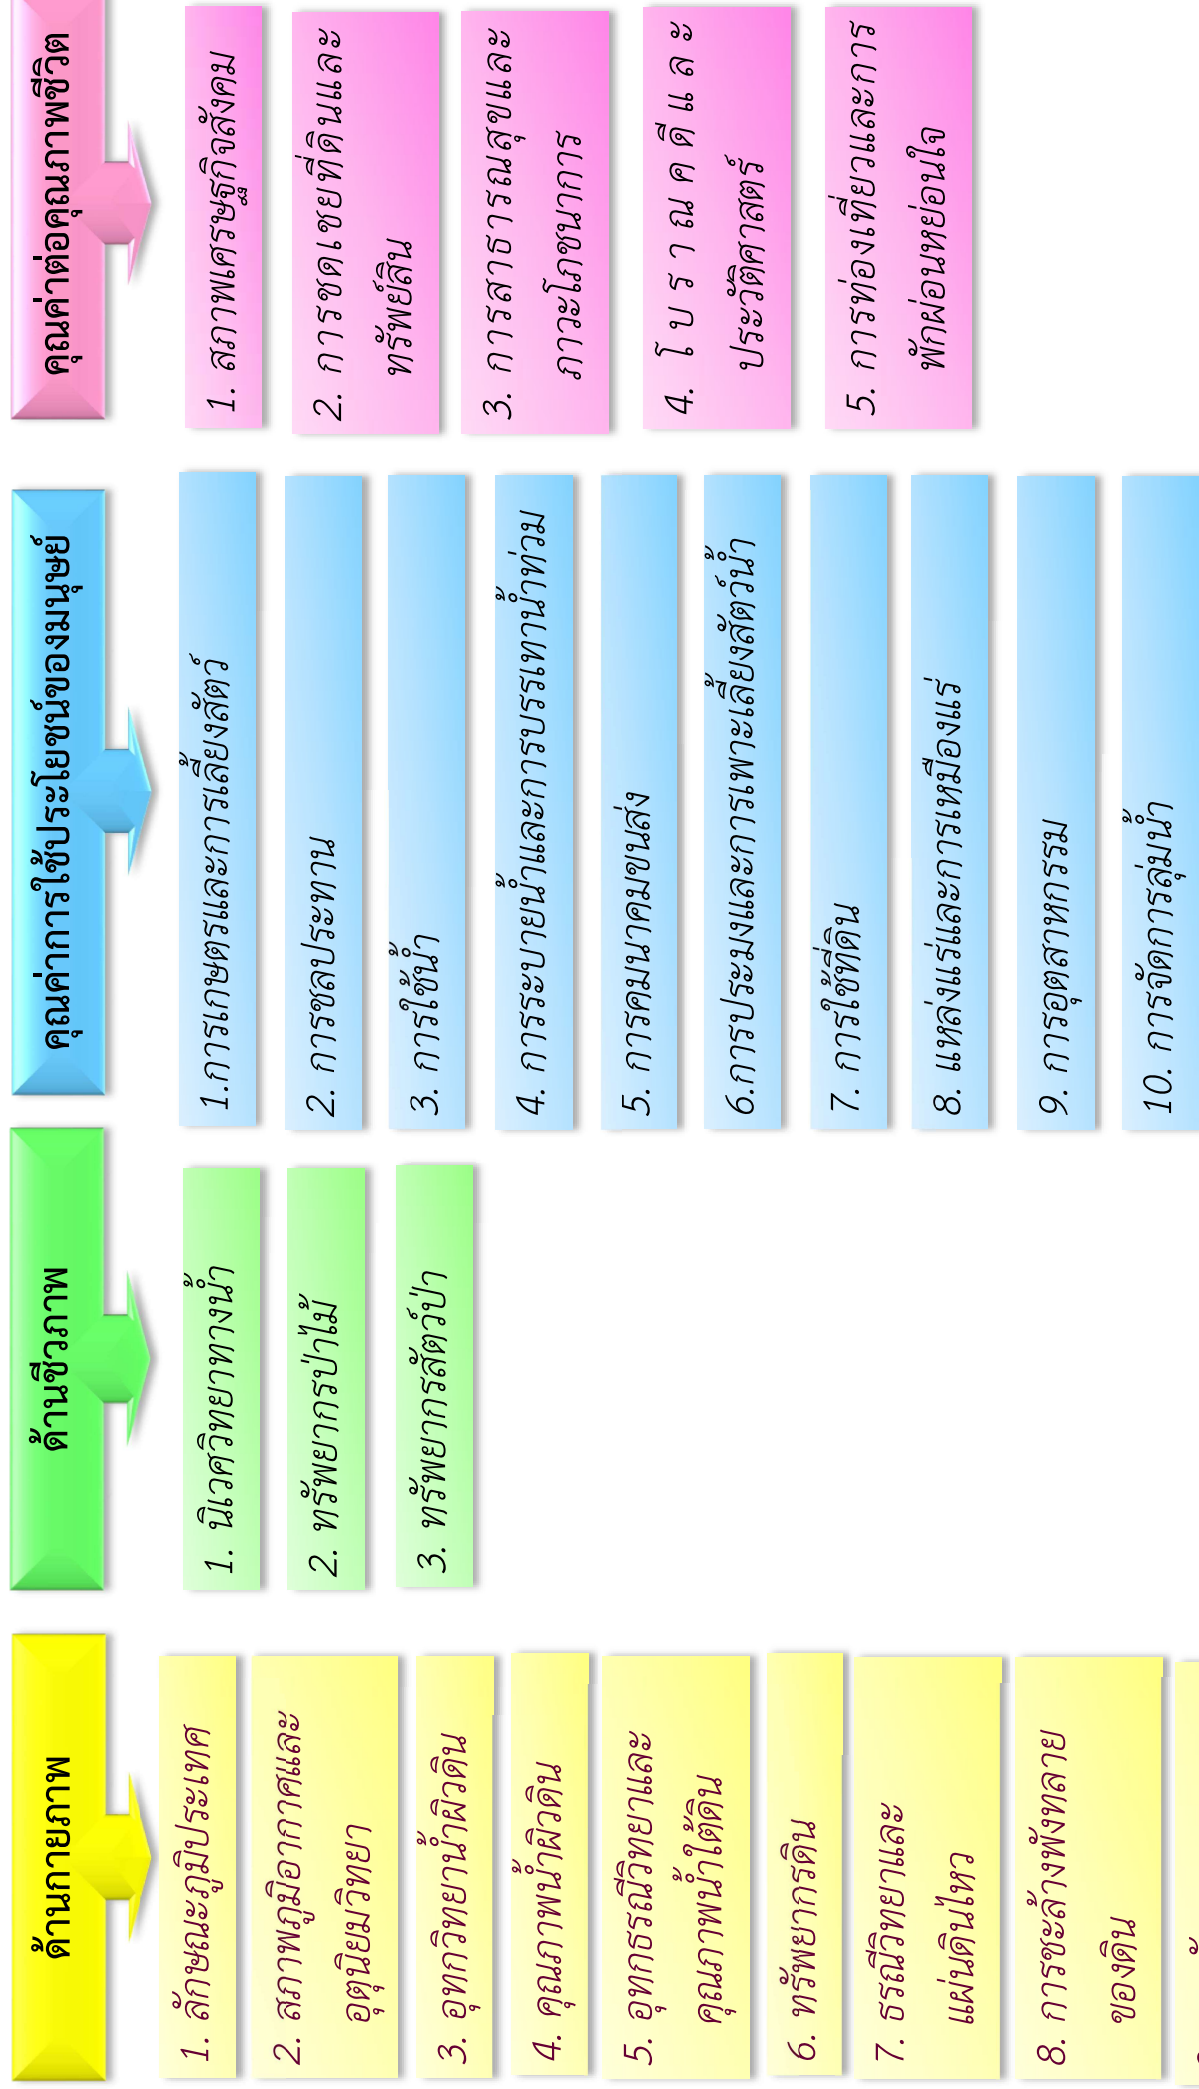 ด้านกายภาพ
1. ลักษณะภูมิประเทศ
2. สภาพภูมิอากาศและ
อุตุนิยมวิทยา
3. อุทกวิทยาน้ำผิวดิน
4. คุณภาพน้ำผิวดิน
5. อุทกธรณีวิทยาและ
คุณภาพน้ำใต้ดิน
6. ทรัพยากรดิน
7. ธรณีวิทยาและ
แผ่นดินไหว
8. การชะล้างพังทลาย
ของดิน
ด้านชีวภาพ
1. นิเวศวิทยาทางน้ำ
2. ทรัพยากรป่าไม้
3. ทรัพยากรสัตว์ป่า
คุณค่าการใช้ประโยชน์ของมนุษย์
1.การเกษตรและการเลี้ยงสัตว์
2. การชลประทาน
3. การใช้น้ำ
4. การระบายน้ำและการบรรเทาน้ำท่วม
5. การคมนาคมขนส่ง
6.การประมงและการเพาะเลี้ยงสัตว์น้ำ
7. การใช้ที่ดิน
8. แหล่งแร่และการเหมืองแร่
9. การอุตสาหกรรม
10. การจัดการลุ่มน้ำ
คุณค่าต่อคุณภาพชีวิต
1. สภาพเศรษฐกิจสังคม
2. การชดเชยที่ดินและ
ทรัพย์สิน
3. การสาธารณสุขและ
ภาวะโภชนาการ
4. โบราณคดีและ
ประวัติศาสตร์
5. การท่องเที่ยวและการ
พักผ่อนหย่อนใจ